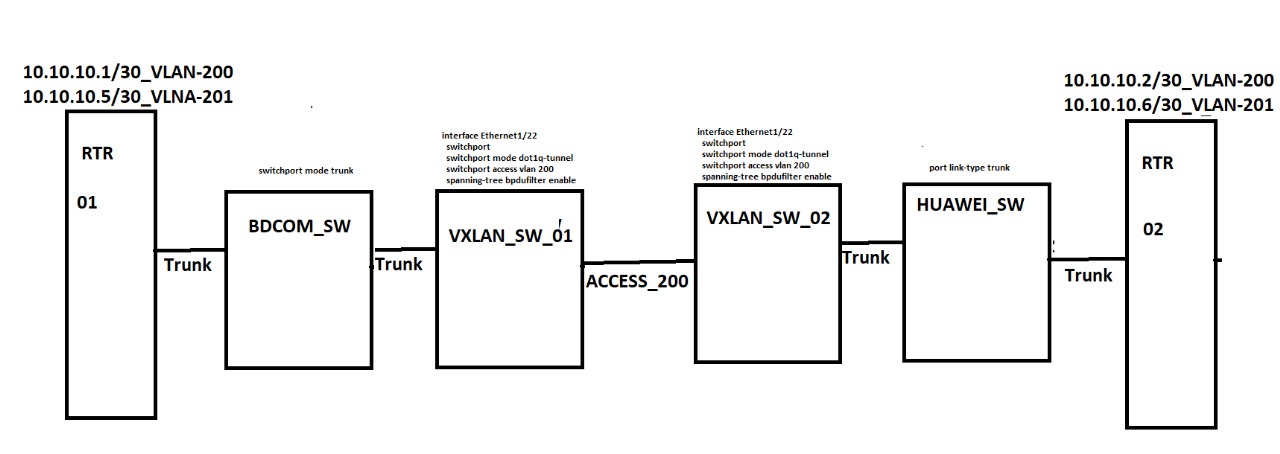 10.10.10.1/30_VLAN-200
10.10.10.5/30_VLNA-201
RTR
01
Trunk
switchport mode trunk
BDCOM_SW
Trunk
interface Ethernet1/22
switchport
switchport mode dot1q-tunnel
switchport access vlan 200
spanning-tree bpdufilter enable
VXLAN_SW_01
ACCESS_200
interface Ethernet1/22
switchport
switchport mode dot1q-tunnel
switchport access vlan 200
spanning-tree bpdufilter enable
VXLAN_SW_02
Trunk
port link-type trunk
HUAWEI_SW
Trunk
10.10.10.2/30_VLAN-200
10.10.10.6/30_VLAN-201
RTR
02